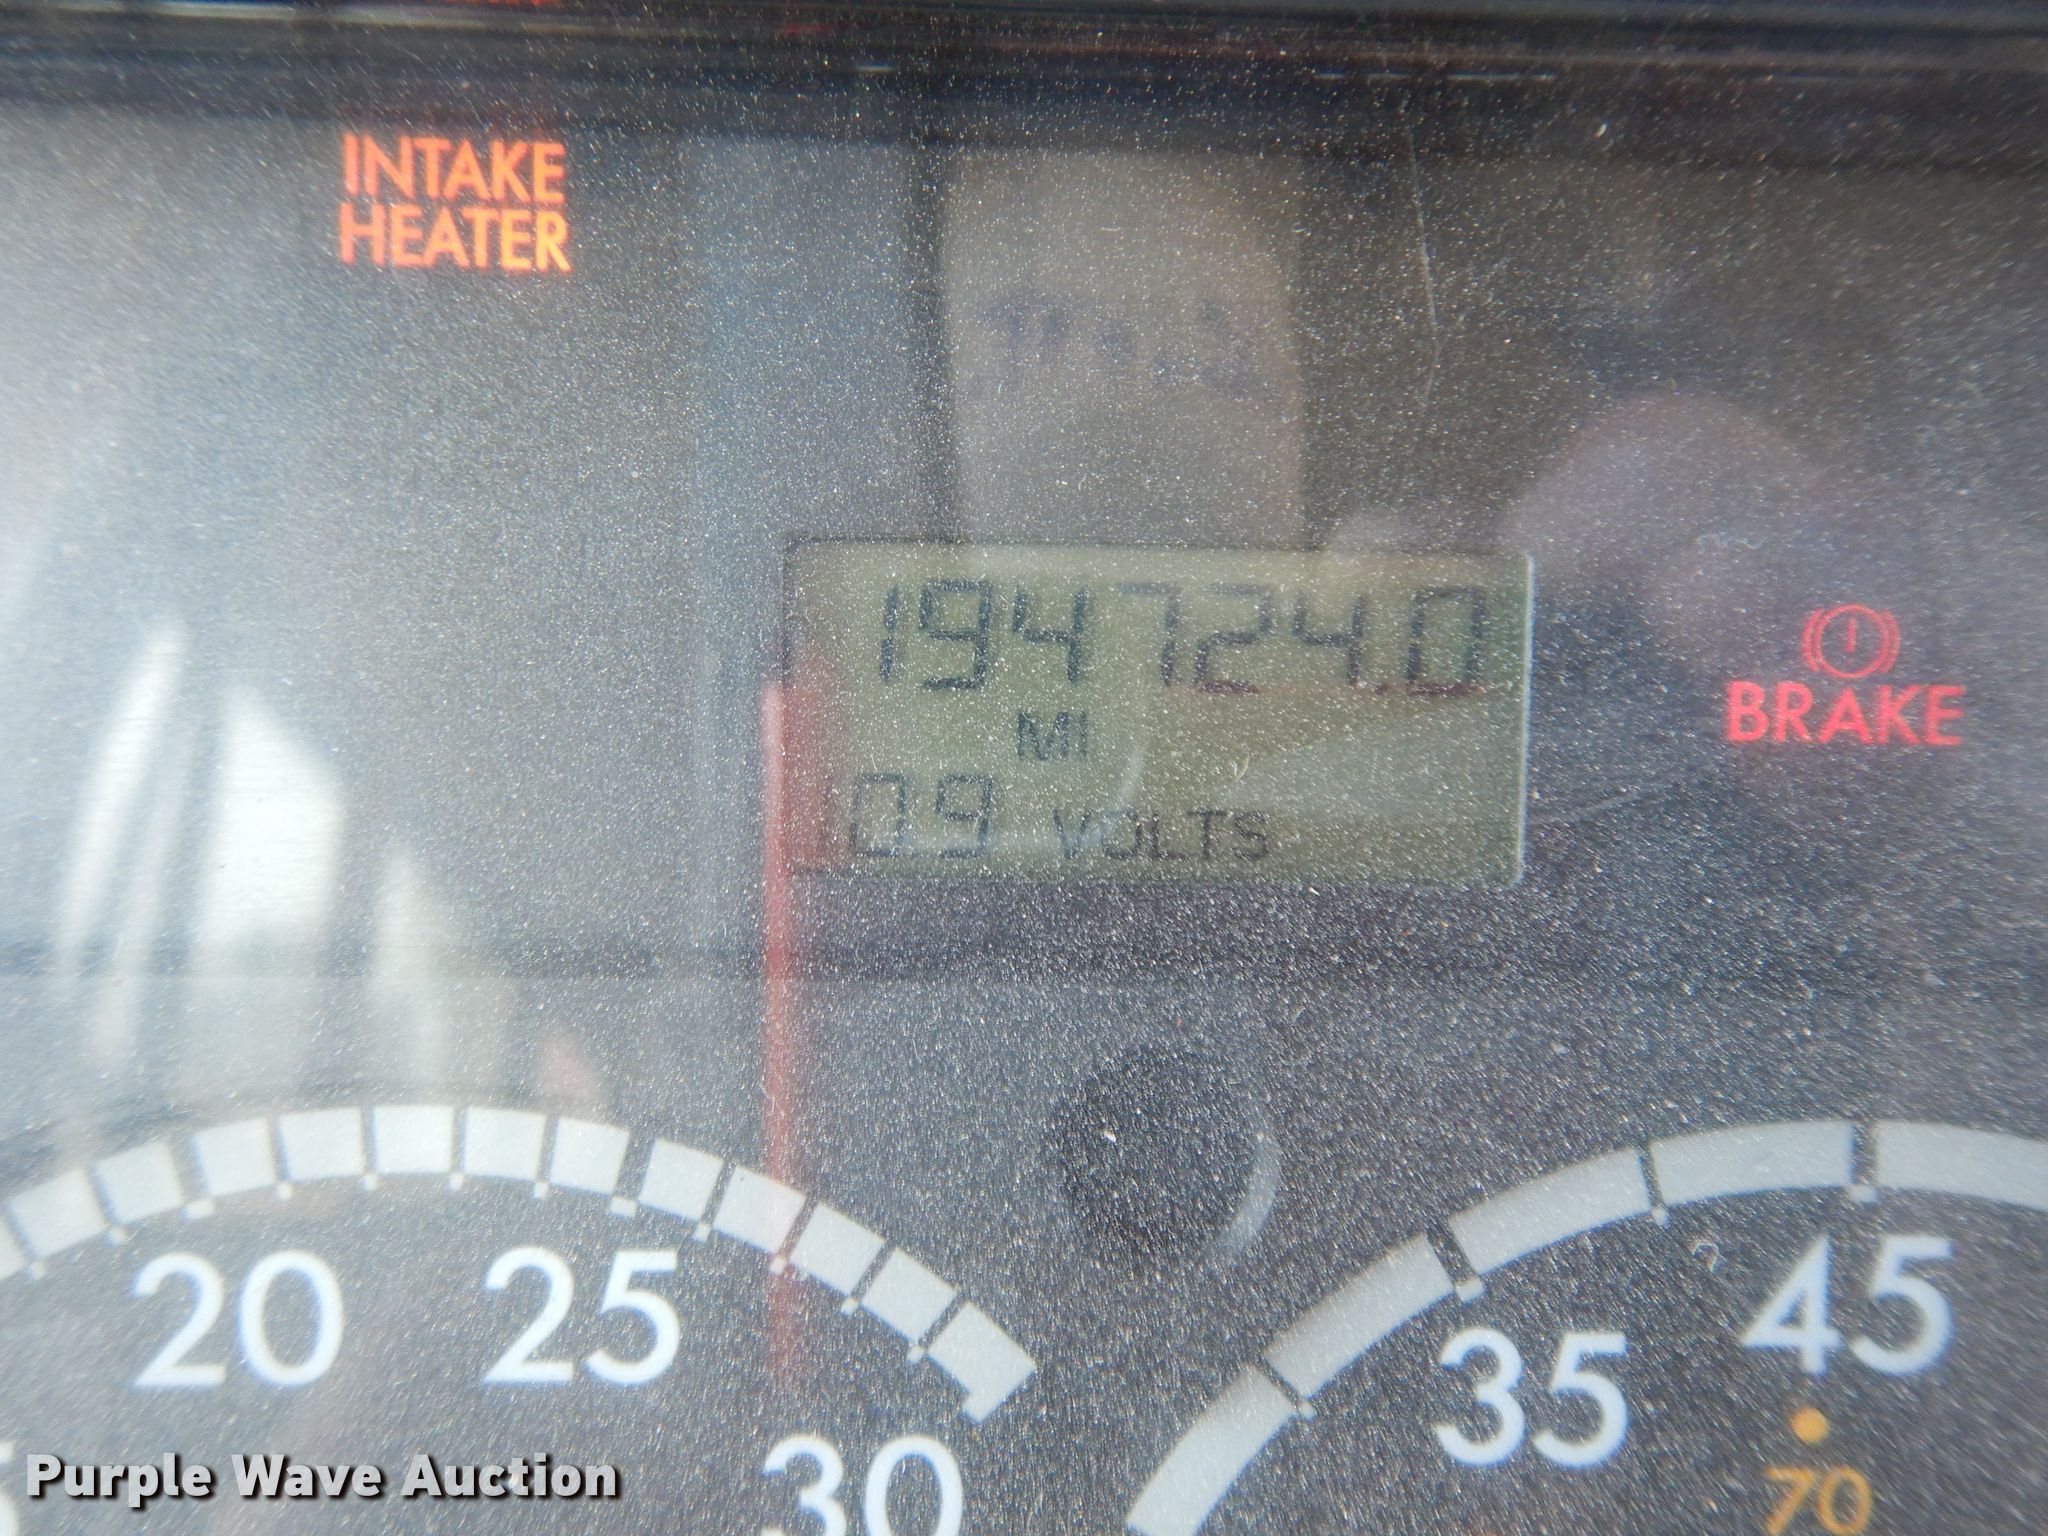 INTAKE
HEATER
194724.0
MI
BRAKE
10.9 VOLTS
20
25
30
35
45
70
Purple Wave Auction